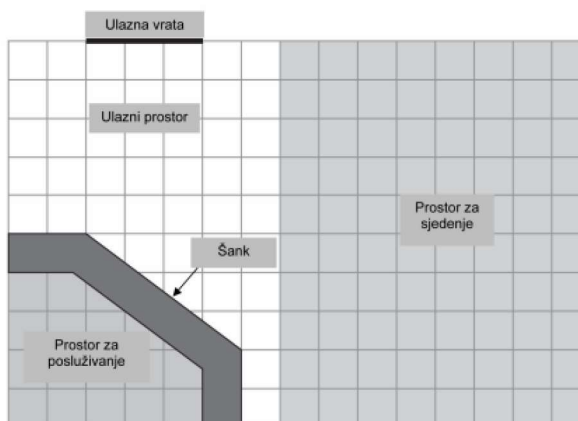 Ulazna vrata
Ulazni prostor
Prostor za
sjedenje
Šank
Prostor za
posluživanje